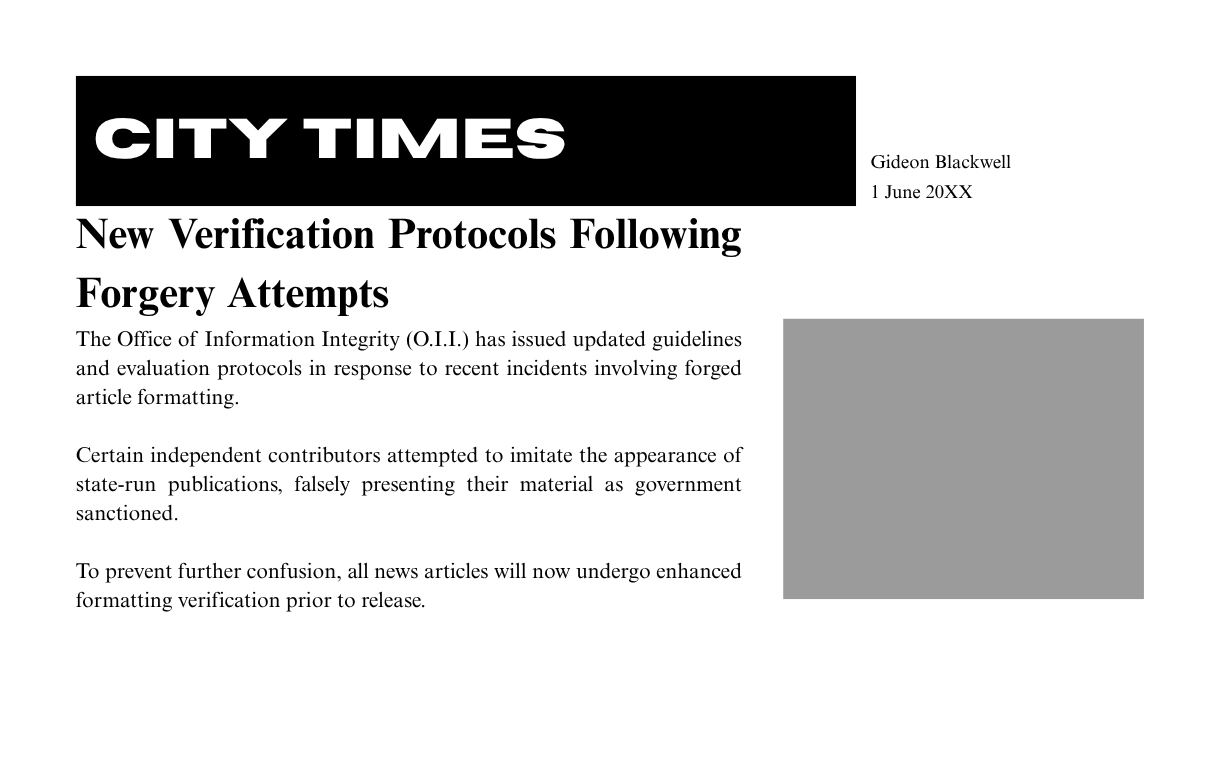 CITY TIMES
Gideon Blackwell
1 June 20XX
New Verification Protocols Following
Forgery Attempts
The Office of Information Integrity (O.I.I.) has issued updated guidelines
and evaluation protocols in response to recent incidents involving forged
article formatting.
Certain independent contributors attempted to imitate the appearance of
state-run publications, falsely presenting their material as government
sanctioned.
To prevent further confusion, all news articles will now undergo enhanced
formatting verification prior to release.